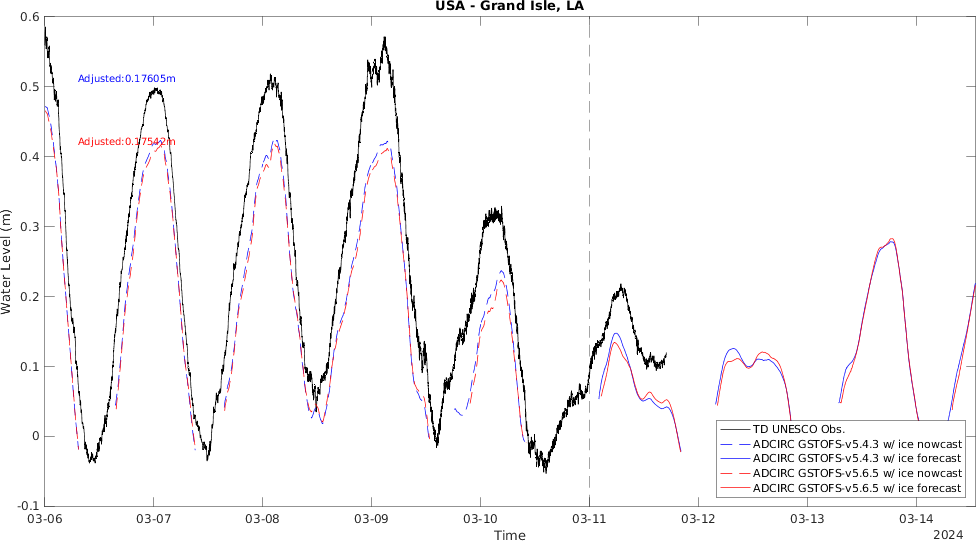 USA - Grand Isle, LA
0.6
0.5
0.4
0.3
0.2
0.1
0
-0.1
Water Level (m)
Adjusted:0.17605m
Adjusted:0.17542m
TD UNESCO Obs.
ADCIRC GSTOFS-v5.4.3 w/ ice nowcast
ADCIRC GSTOFS-v5.4.3 w/ ice forecast
ADCIRC GSTOFS-v5.6.5 w/ ice nowcast
ADCIRC GSTOFS-v5.6.5 w/ ice forecast
03-06 03-07 03-08 03-09 03-10 03-11 03-12 03-13 03-14
Time
2024